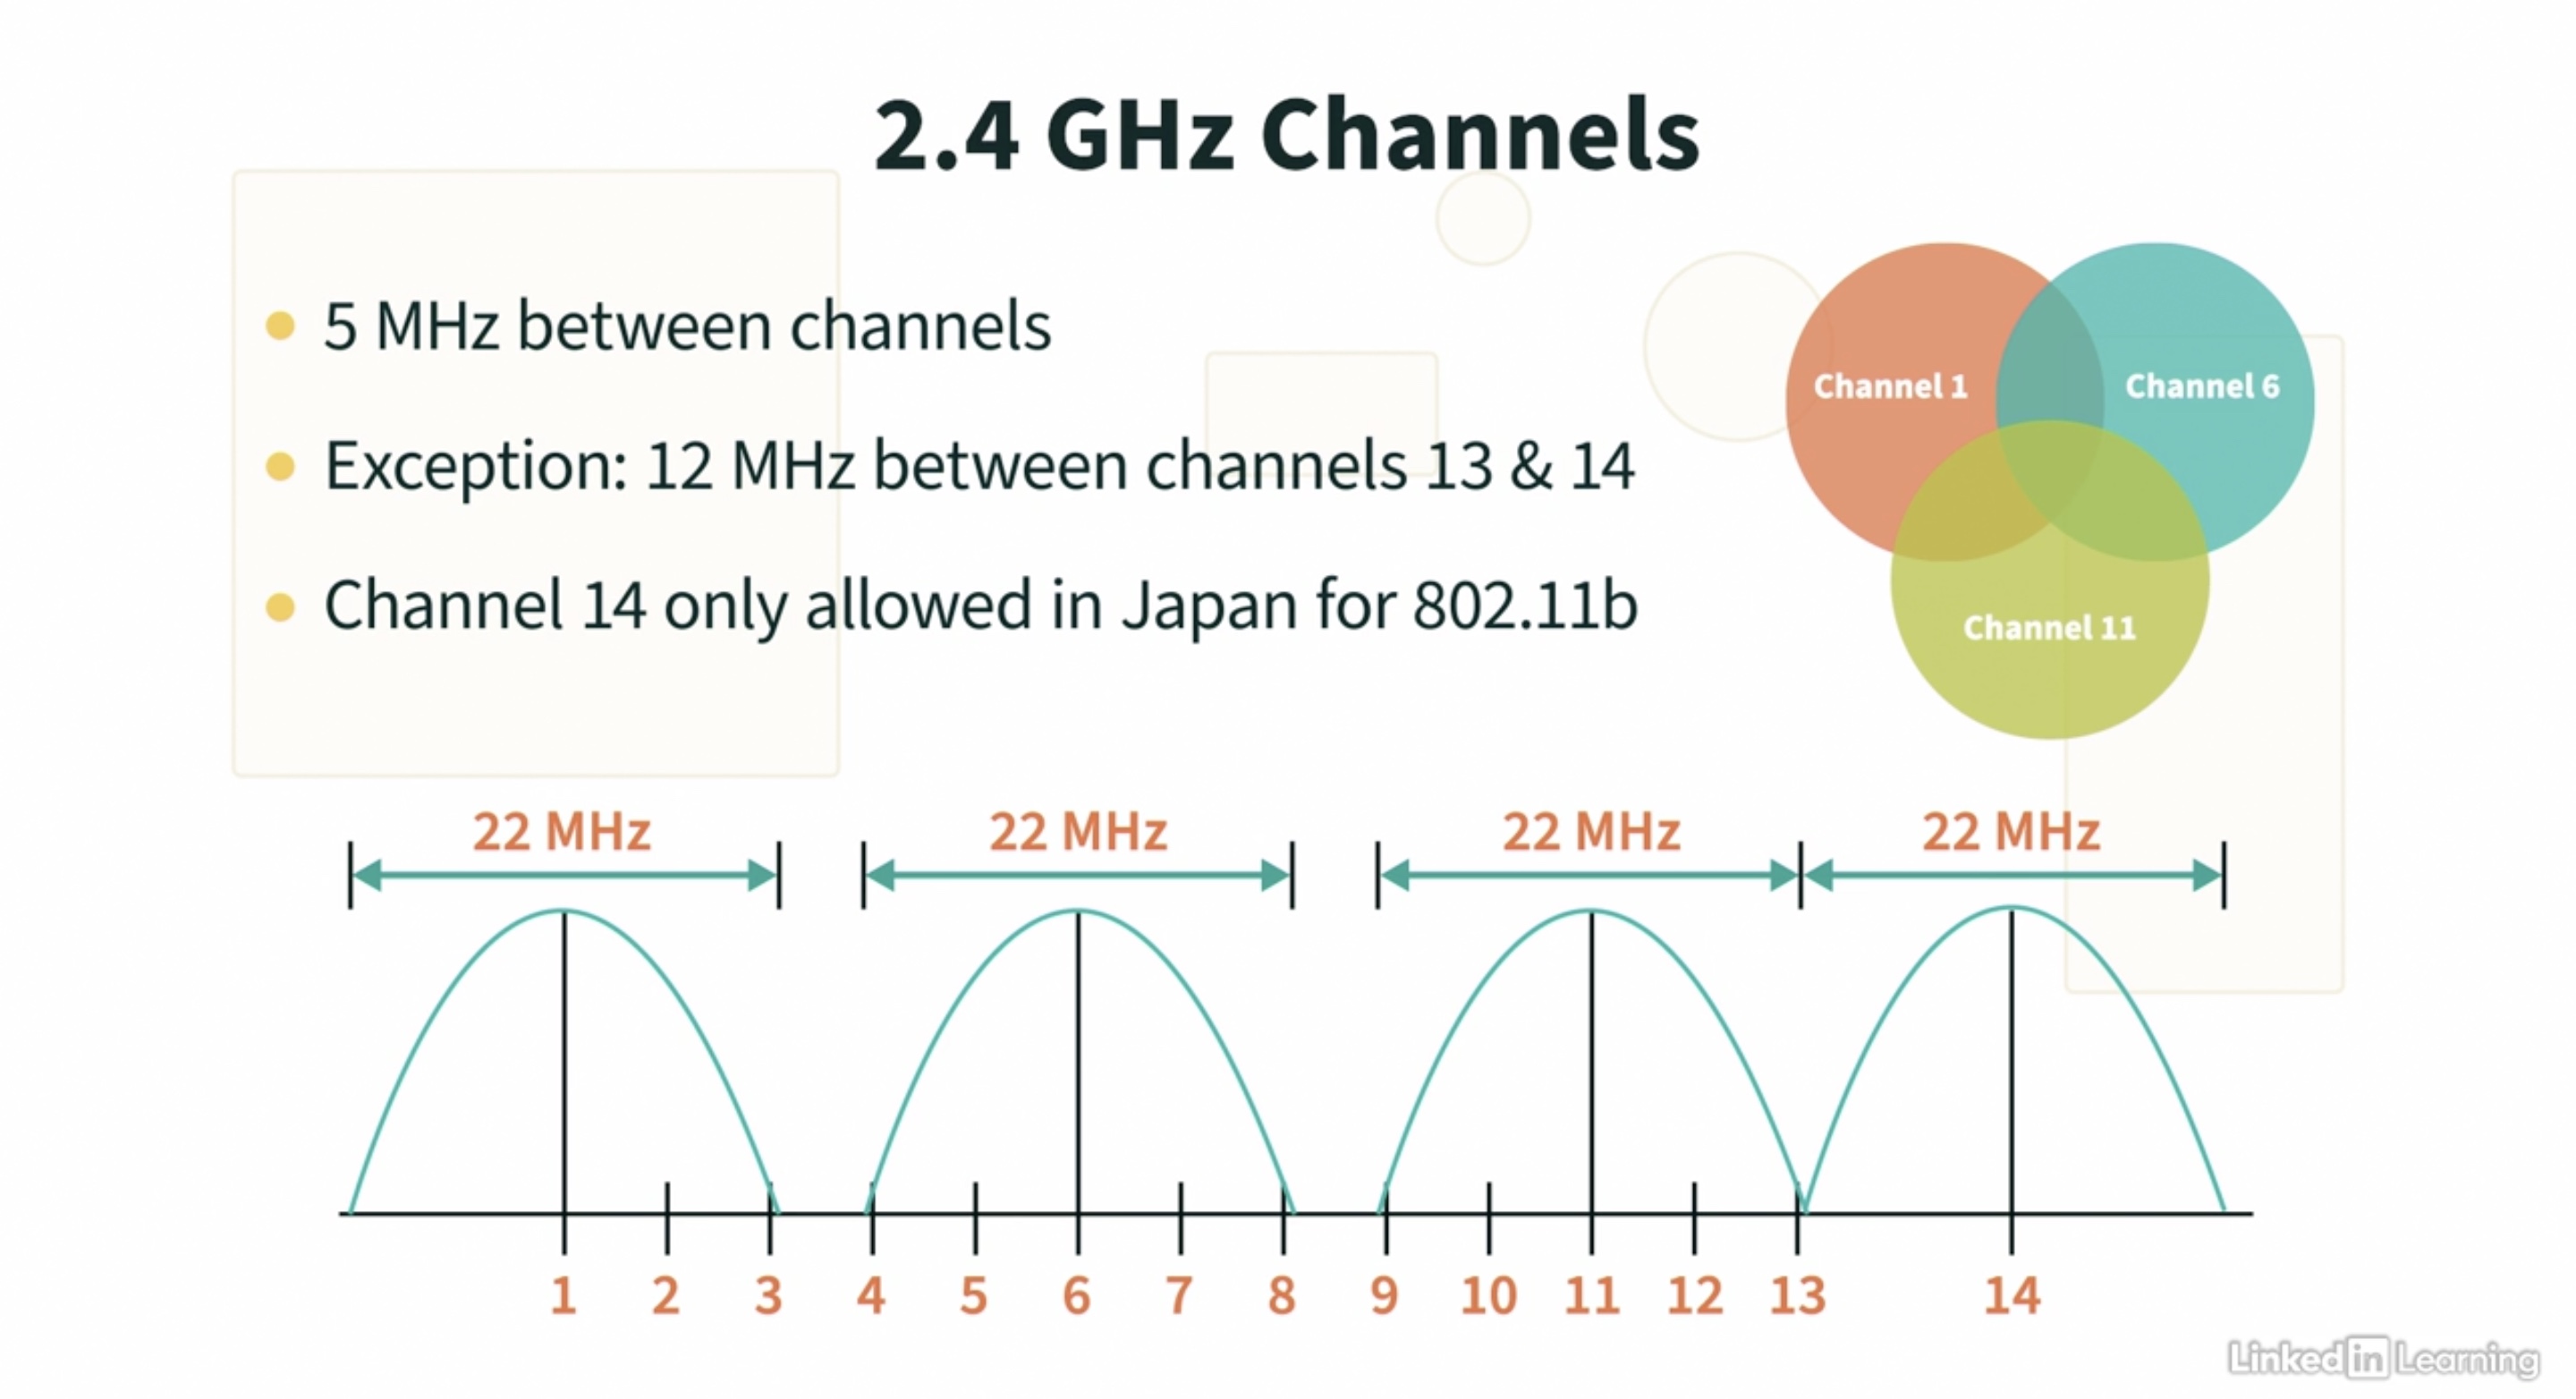 2.4 GHz Channels
5 MHz between channels
Exception: 12 MHz between channels 13 & 14
Channel 14 only allowed in Japan for 802.11b
Channel 1
Channel 6
Channel 11
22 MHz 22 MHz 22 MHz 22 MHz
1 2 3 4 5 6 7 8 9 10 11 12 13 14
Linked in Learning